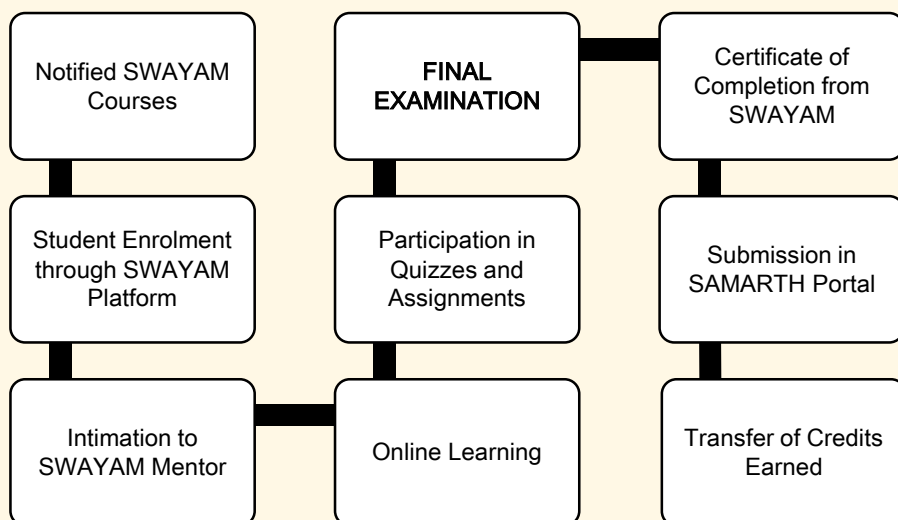 Notified SWAYAM
Courses
Student Enrolment
through SWAYAM
Platform
Intimation to
SWAYAM Mentor
Online Learning
Participation in
Quizzes and
Assignments
FINAL
EXAMINATION
Certificate of
Completion from
SWAYAM
Submission in
SAMARTH Portal
Transfer of Credits
Earned